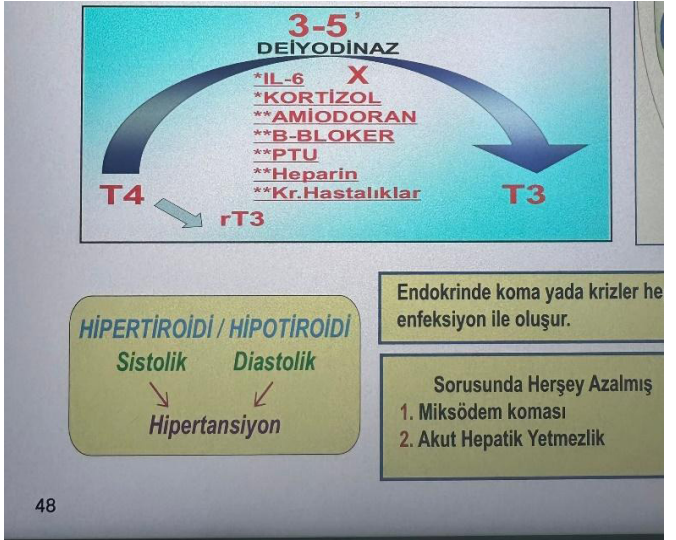 3-5'
DEİYODİNAZ
*IL-6 X
*KORTİZOL
**AMİODORAN
**B-BLOKER
**PTU
**Heparin
**Kr.Hastalıklar
T4
T3
rT3
HİPERTİROİDİ / HİPOTİROİDİ
Sistolik Diastolik
Hipertansiyon
Endokrinde koma yada krizler he
enfeksiyon ile oluşur.
Sorusunda Herşey Azalmış
1. Miksödem koması
2. Akut Hepatik Yetmezlik
48